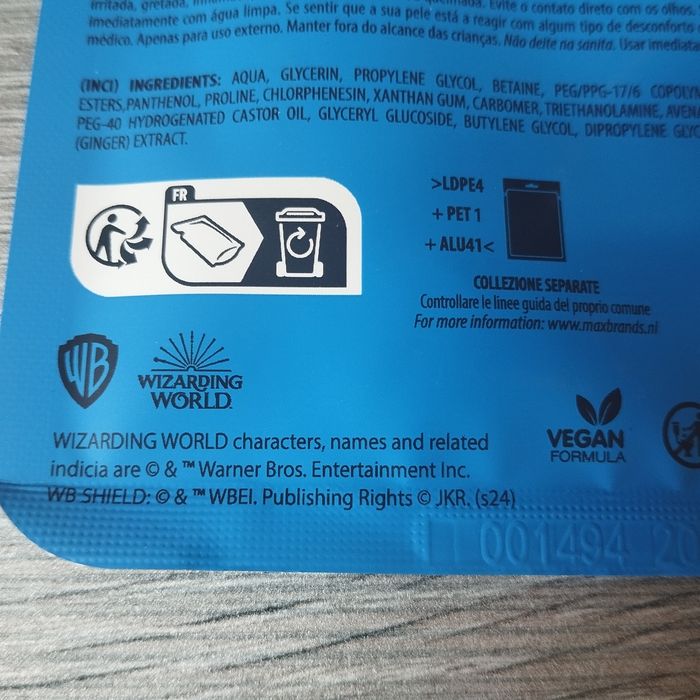 irritada, gretada,
imediatamente com água limpa. Se sentir que a sua pele está a reagir com algum tipo de desconforto
médico. Apenas para uso externo. Manter fora do alcance das crianças. Não deite na sanita. Usar
(INCI) INGREDIENTS: AQUA, GLYCERIN, PROPYLENE GLYCOL, BETAINE, PEG/PPG-17/6
ESTERS, PANTHENOL, PROLINE, CHLORPHENESIN, XANTHAN GUM, CARBOMER, TRIETHANOLAMINE,
PEG-40 HYDROGENATED CASTOR OIL, GLYCERYL GLUCOSIDE, BUTYLENE GLYCOL, DIPROPYLENE
(GINGER) EXTRACT.
FR
>LDPE4
+ PET 1
+ ALU41<
COLLEZIONE SEPARATE
Controllare le linee guida del proprio comune
For more information: www.maxbrands.nl
WB
WIZARDING
WORLD
VEGAN
FORMULA
WIZARDING WORLD characters, names and related
indicia are © & ™ Warner Bros. Entertainment Inc.
WB SHIELD: © & ™ WBEI. Publishing Rights © JKR. (s24)
001494 20